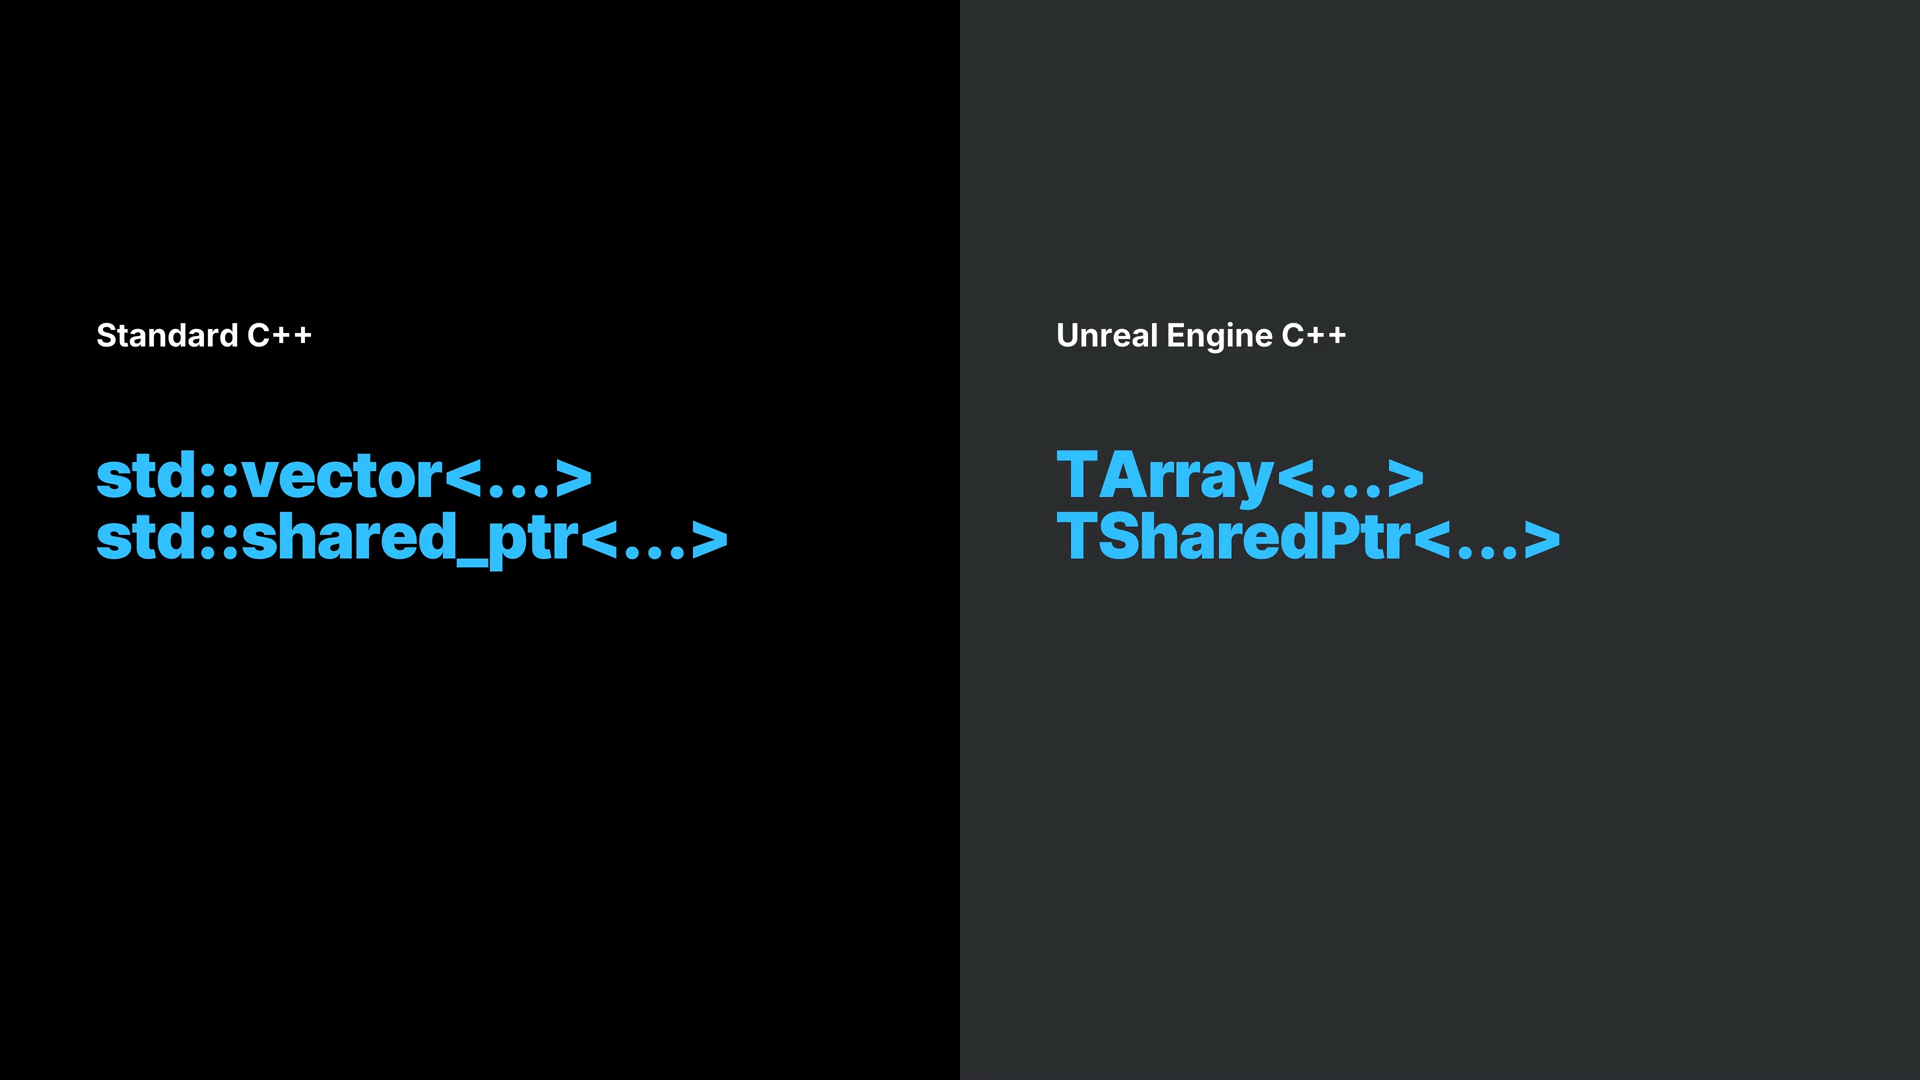 Standard C++
std::vector<...>
std::shared_ptr<...>
Unreal Engine C++
TArray<...>
TSharedPtr<...>